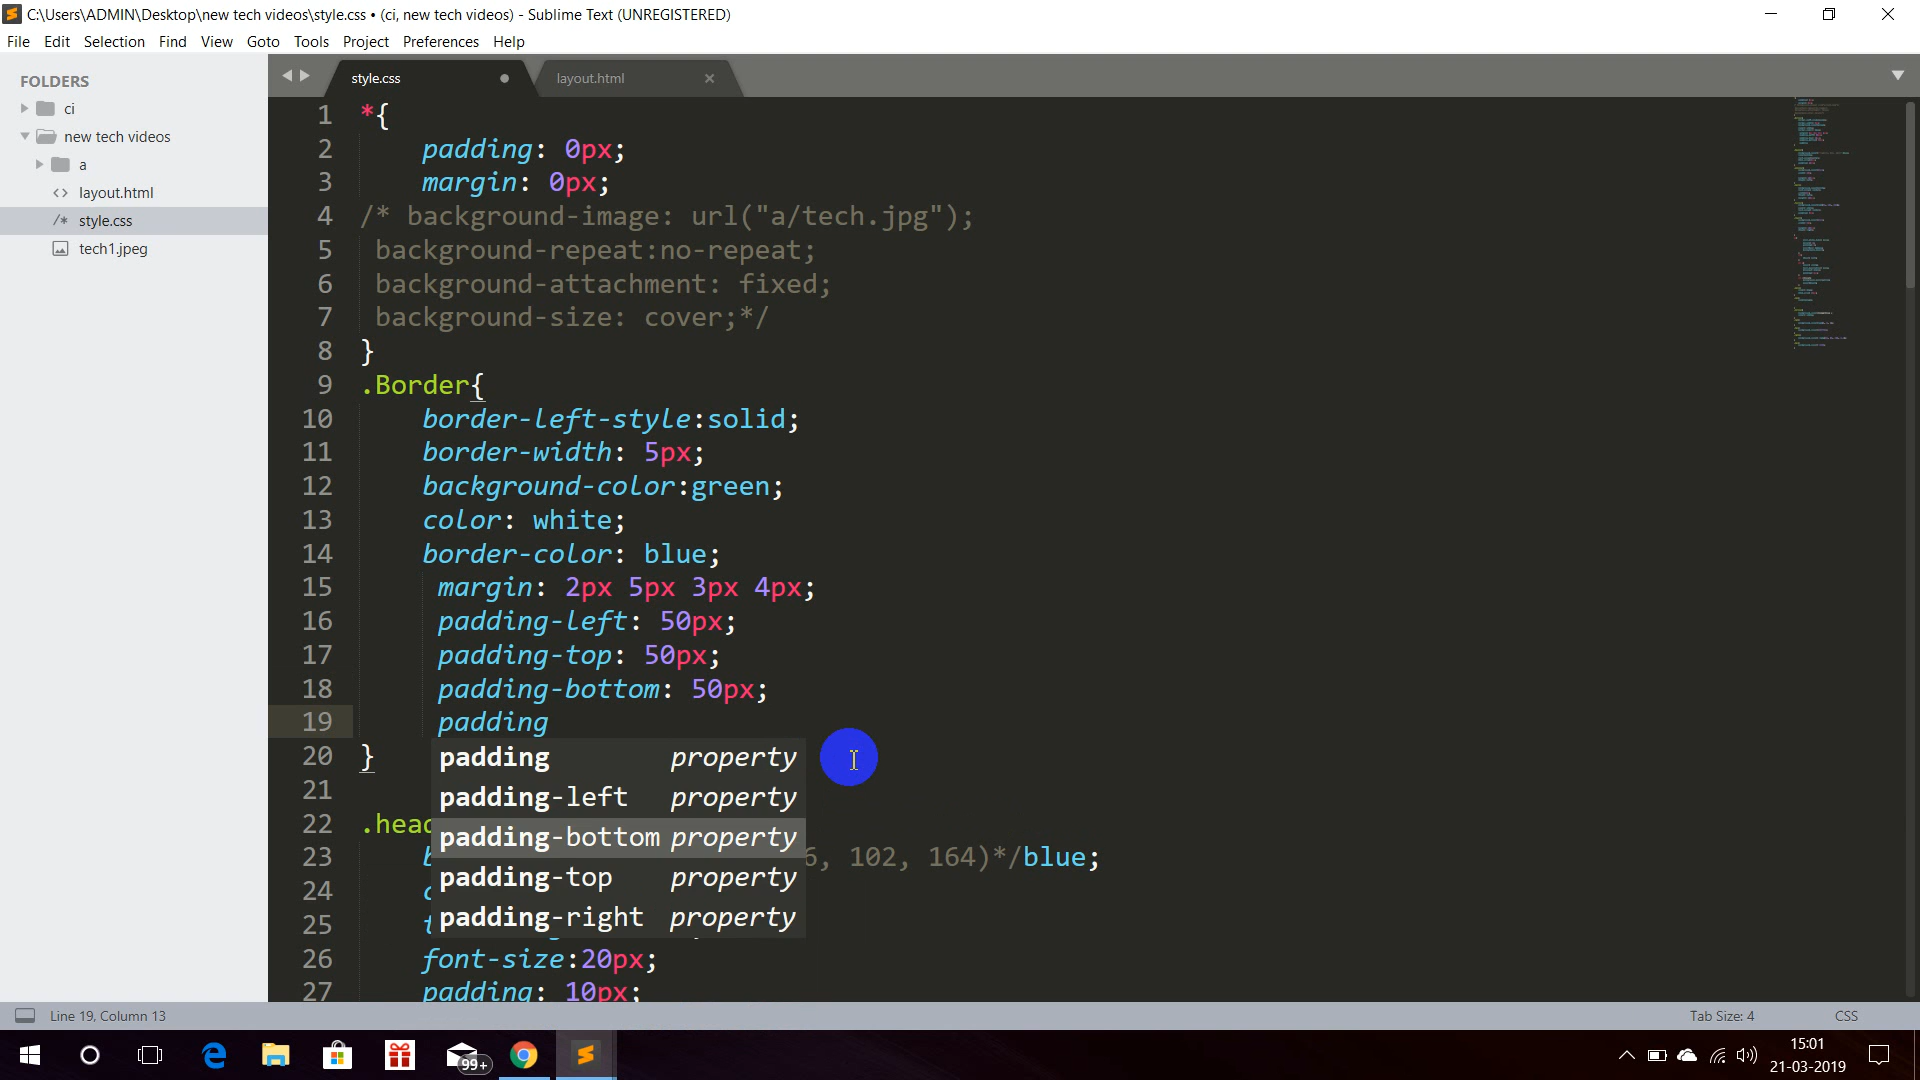 C:\Users\ADMIN\Desktop\new tech videos\style.css • (ci, new tech videos) - Sublime Text (UNREGISTERED)
File Edit Selection Find View Goto Tools Project Preferences Help
FOLDERS
ci
new tech videos
a
<> layout.html
/* style.css
tech1.jpeg
style.css
layout.html
1 *{
2 padding: 0px;
3 margin: 0px;
4 /* background-image: url("a/tech.jpg");
5 background-repeat:no-repeat;
6 background-attachment: fixed;
7 background-size: cover;*/
8 }
9 .Border{
10 border-left-style:solid;
11 border-width: 5px;
12 background-color:green;
13 color: white;
14 border-color: blue;
15 margin: 2px 5px 3px 4px;
16 padding-left: 50px;
17 padding-top: 50px;
18 padding-bottom: 50px;
19 padding
20 }
padding property
21
padding-left property
22 .head
padding-bottom property
23 6, 102, 164)*/blue;
padding-top property
24
padding-right property
25
26 font-size:20px;
27 padding: 10px;
Line 19, Column 13
Tab Size: 4
CSS
99+
15:01
21-03-2019